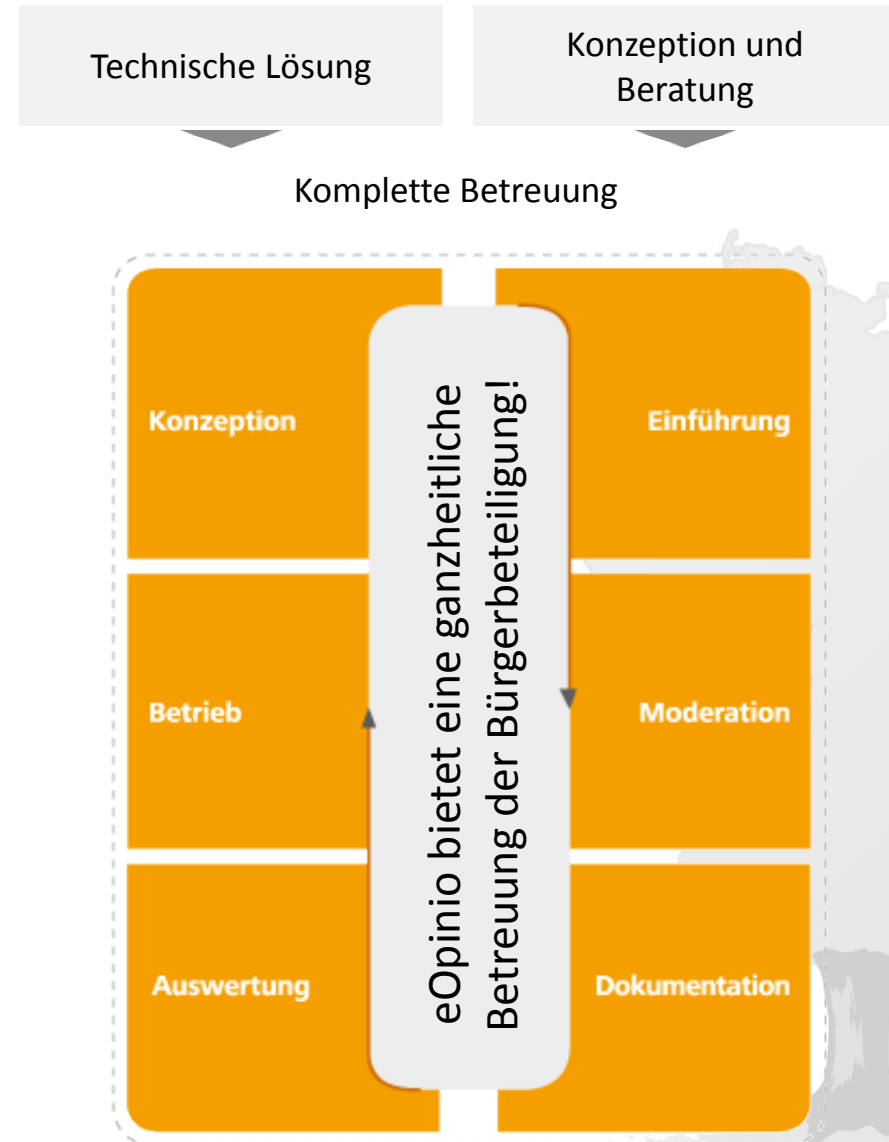 Technische Lösung
Konzeption und
Beratung
Komplette Betreuung
Konzeption
Einführung
eOpinio bietet eine ganzheitliche
Betreuung der Bürgerbeteiligung!
Betrieb
Moderation
Auswertung
Dokumentation